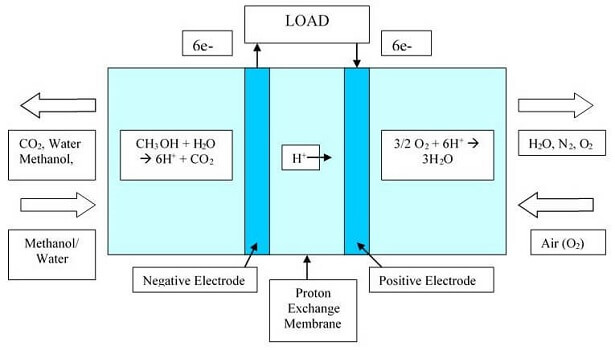 LOAD
6e-
6e-
CO₂, Water
Methanol,
CH₃OH + H₂O
→ 6H⁺ + CO₂
H⁺
3/2 O₂ + 6H⁺ →
3H₂O
H₂O, N₂, O₂
Methanol/
Water
Air (O₂)
Negative Electrode
Positive Electrode
Proton
Exchange
Membrane